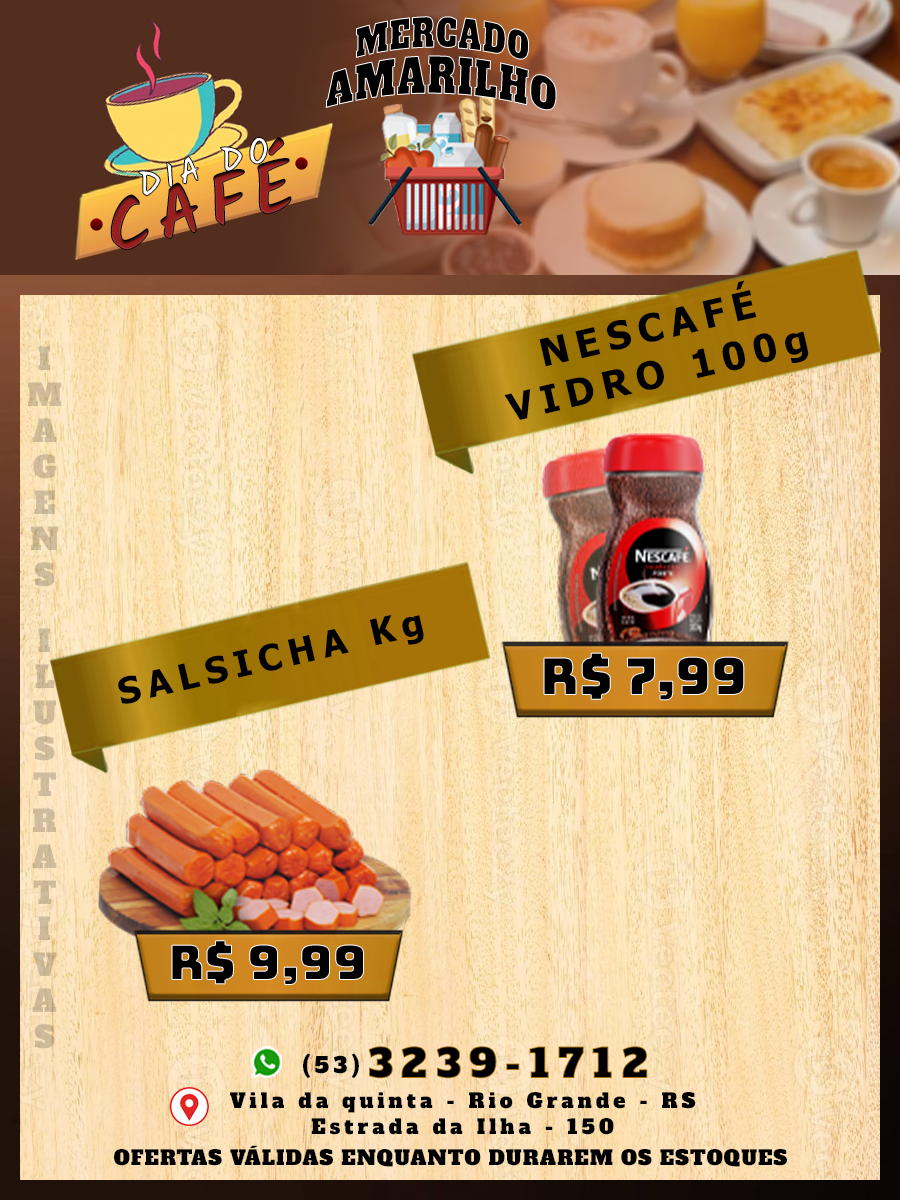 MERCADO
AMARILHO
DIA DO
CAFÉ
NESCAFÉ
VIDRO 100g
NESCAFÉ
R$ 7,99
SALSICHA Kg
R$ 9,99
IMAGENS ILUSTRATIVAS
(53) 3239-1712
Vila da quinta - Rio Grande - RS
Estrada da Ilha - 150
OFERTAS VÁLIDAS ENQUANTO DURAREM OS ESTOQUES